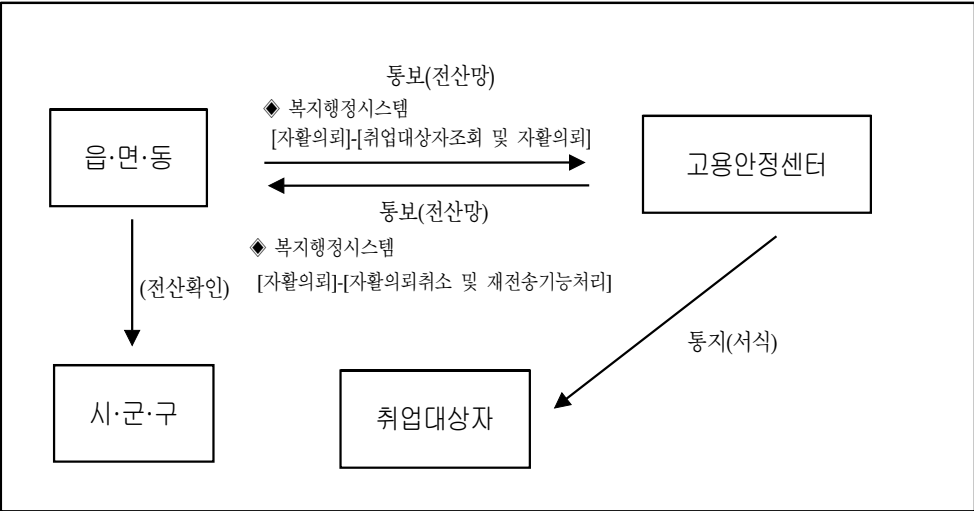 통보(전산망)
◈ 복지행정시스템
[자활의뢰]-[취업대상자조회 및 자활의뢰]
읍·면·동
고용안정센터
통보(전산망)
◈ 복지행정시스템
[자활의뢰]-[자활의뢰취소 및 재전송기능처리]
(전산확인)
통지(서식)
시·군·구
취업대상자